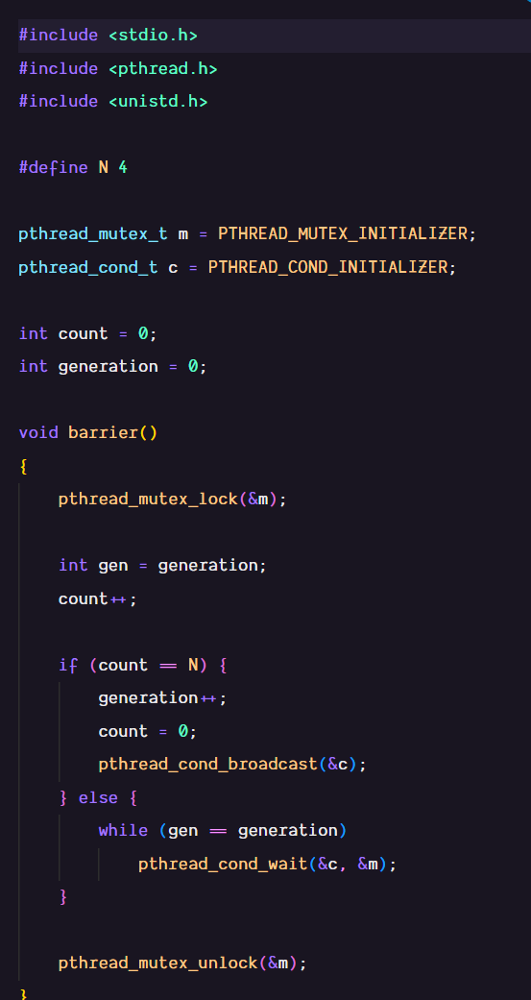 #include <stdio.h>
#include <pthread.h>
#include <unistd.h>
#define N 4
pthread_mutex_t m = PTHREAD_MUTEX_INITIALIZER;
pthread_cond_t c = PTHREAD_COND_INITIALIZER;
int count = 0;
int generation = 0;
void barrier()
{
    pthread_mutex_lock(&m);
    int gen = generation;
    count++;
    if (count == N) {
        generation++;
        count = 0;
        pthread_cond_broadcast(&c);
    } else {
        while (gen == generation)
            pthread_cond_wait(&c, &m);
    }
    pthread_mutex_unlock(&m);
}